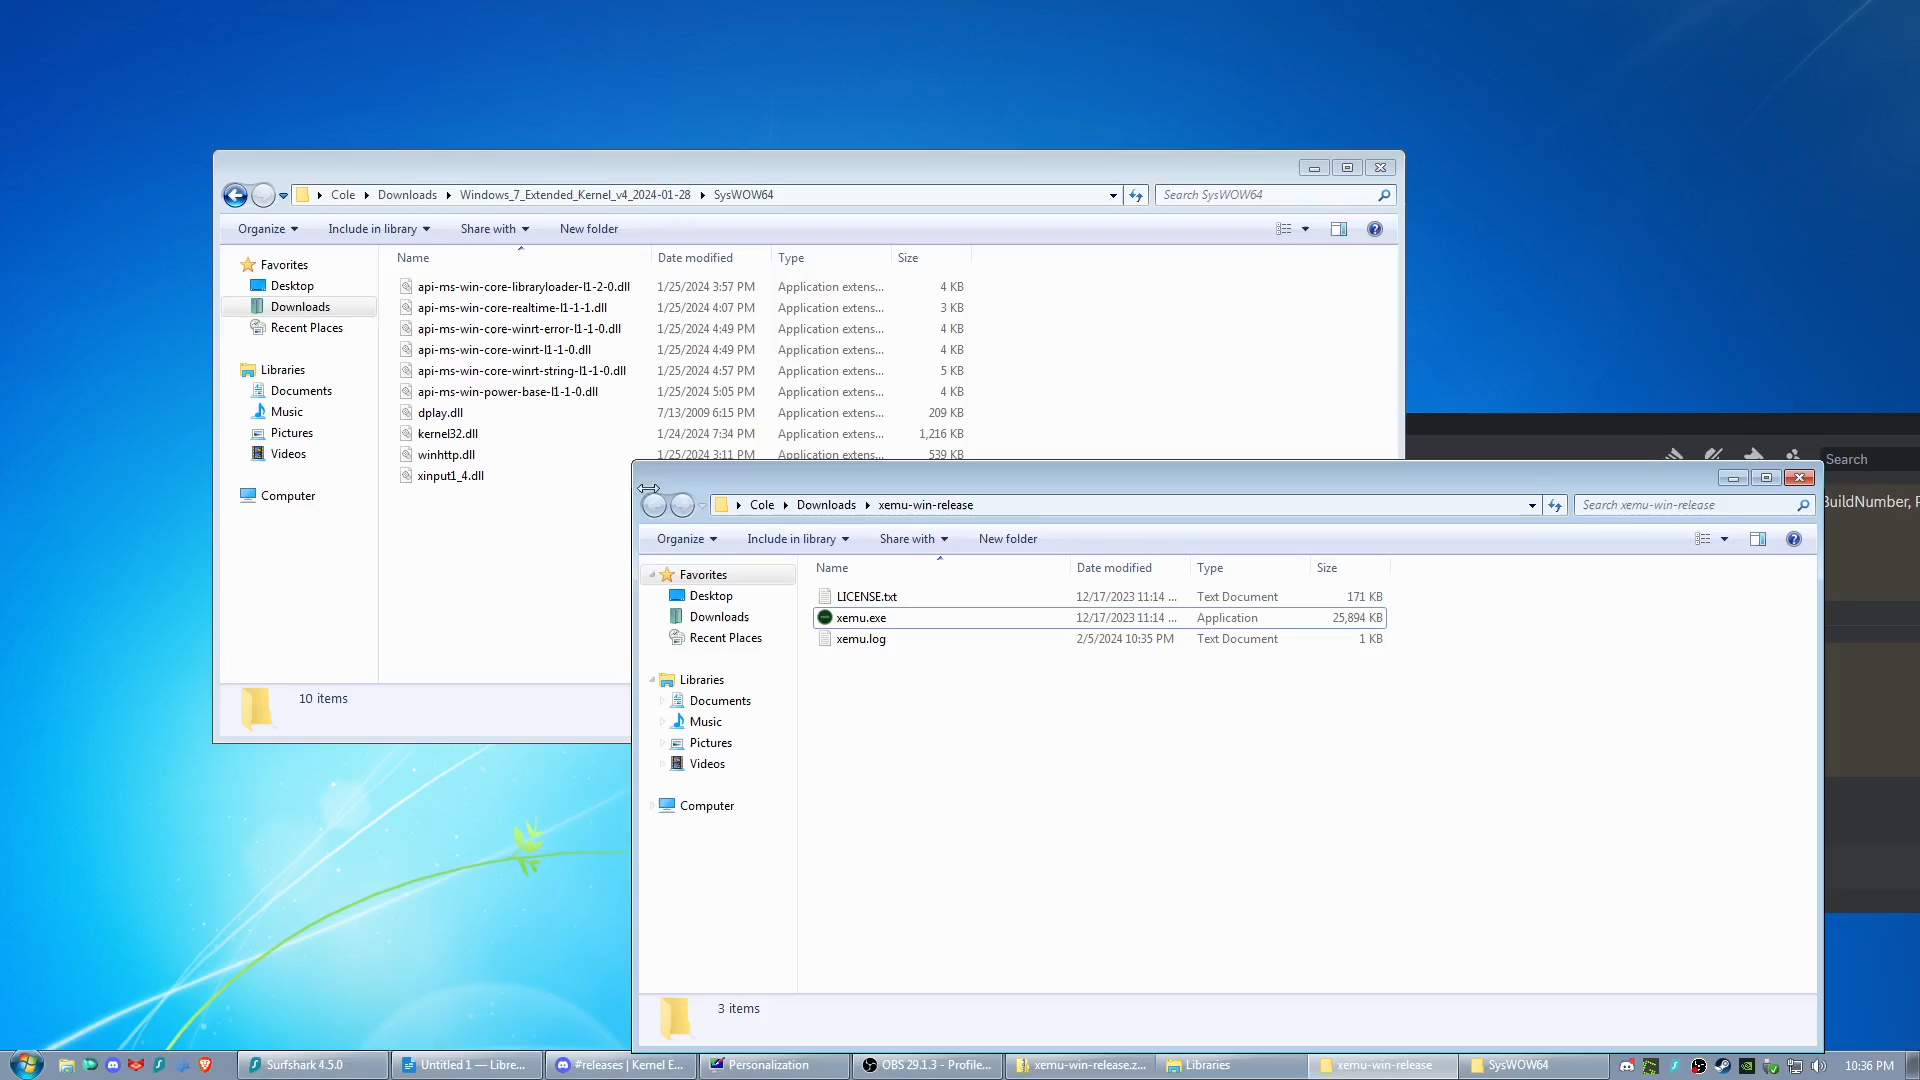 Cole Downloads Windows_7_Extended_Kernel_v4_2024-01-28 SysWOW64 Search SysWOW64
Organize Include in library Share with New folder
Favorites
Desktop
Downloads
Recent Places
Libraries
Documents
Music
Pictures
Videos
Computer
Name Date modified Type Size
api-ms-win-core-libraryloader-l1-2-0.dll 1/25/2024 3:57 PM Application extens... 4 KB
api-ms-win-core-realtime-l1-1-1.dll 1/25/2024 4:07 PM Application extens... 3 KB
api-ms-win-core-winrt-error-l1-1-0.dll 1/25/2024 4:49 PM Application extens... 4 KB
api-ms-win-core-winrt-l1-1-0.dll 1/25/2024 4:49 PM Application extens... 4 KB
api-ms-win-core-winrt-string-l1-1-0.dll 1/25/2024 4:57 PM Application extens... 5 KB
api-ms-win-power-base-l1-1-0.dll 1/25/2024 5:05 PM Application extens... 4 KB
dplay.dll 7/13/2009 6:15 PM Application extens... 209 KB
kernel32.dll 1/24/2024 7:34 PM Application extens... 1,216 KB
winhttp.dll 1/25/2024 3:11 PM Application extens... 539 KB
xinput1_4.dll
10 items
Search
BuildNumber,
Cole Downloads xemu-win-release Search xemu-win-release
Organize Include in library Share with New folder
Favorites
Desktop
Downloads
Recent Places
Libraries
Documents
Music
Pictures
Videos
Computer
Name Date modified Type Size
LICENSE.txt 12/17/2023 11:14 ... Text Document 171 KB
xemu.exe 12/17/2023 11:14 ... Application 25,894 KB
xemu.log 2/5/2024 10:35 PM Text Document 1 KB
3 items
Surfshark 4.5.0 Untitled 1 — Libre... #releases | Kernel E... Personalization OBS 29.1.3 - Profile... xemu-win-release.z... Libraries xemu-win-release SysWOW64 10:36 PM